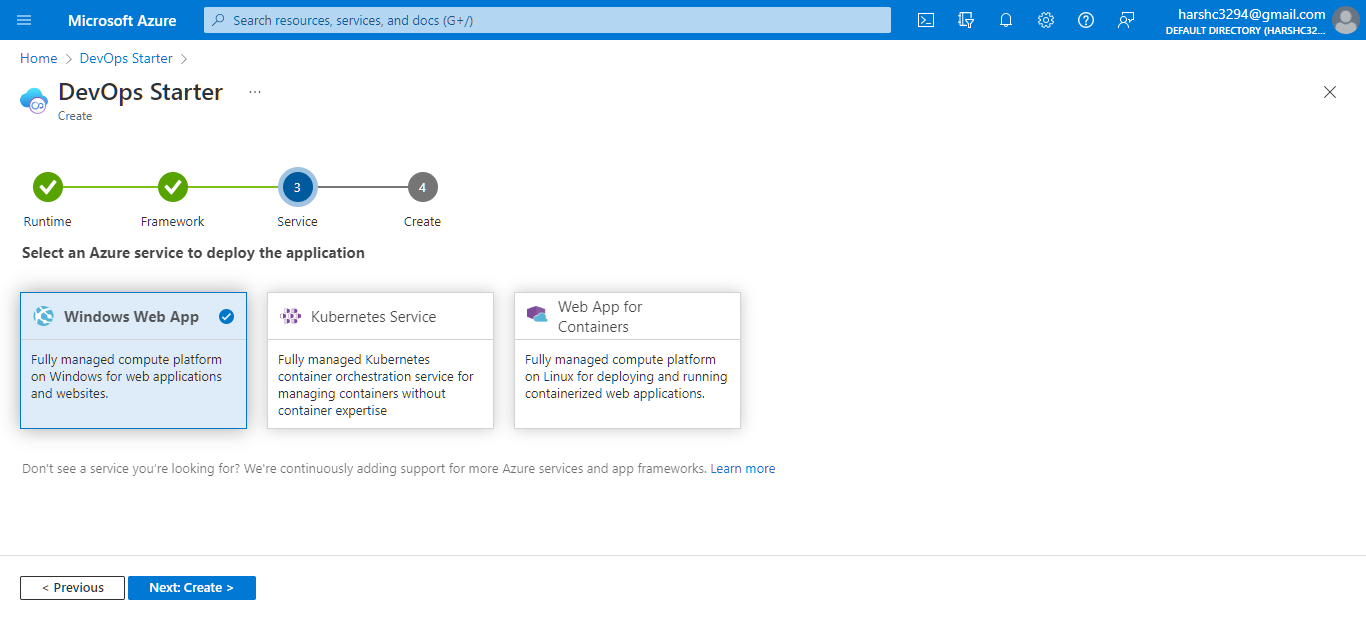 Microsoft Azure
Search resources, services, and docs (G+/)
harshc3294@gmail.com
DEFAULT DIRECTORY (HARSHC32...
Home > DevOps Starter >
DevOps Starter ...
Create
3
4
Runtime
Framework
Service
Create
Select an Azure service to deploy the application
Windows Web App
Fully managed compute platform
on Windows for web applications
and websites.
Kubernetes Service
Fully managed Kubernetes
container orchestration service for
managing containers without
container expertise
Web App for
Containers
Fully managed compute platform
on Linux for deploying and running
containerized web applications.
Don't see a service you're looking for? We're continuously adding support for more Azure services and app frameworks. Learn more
< Previous
Next: Create >